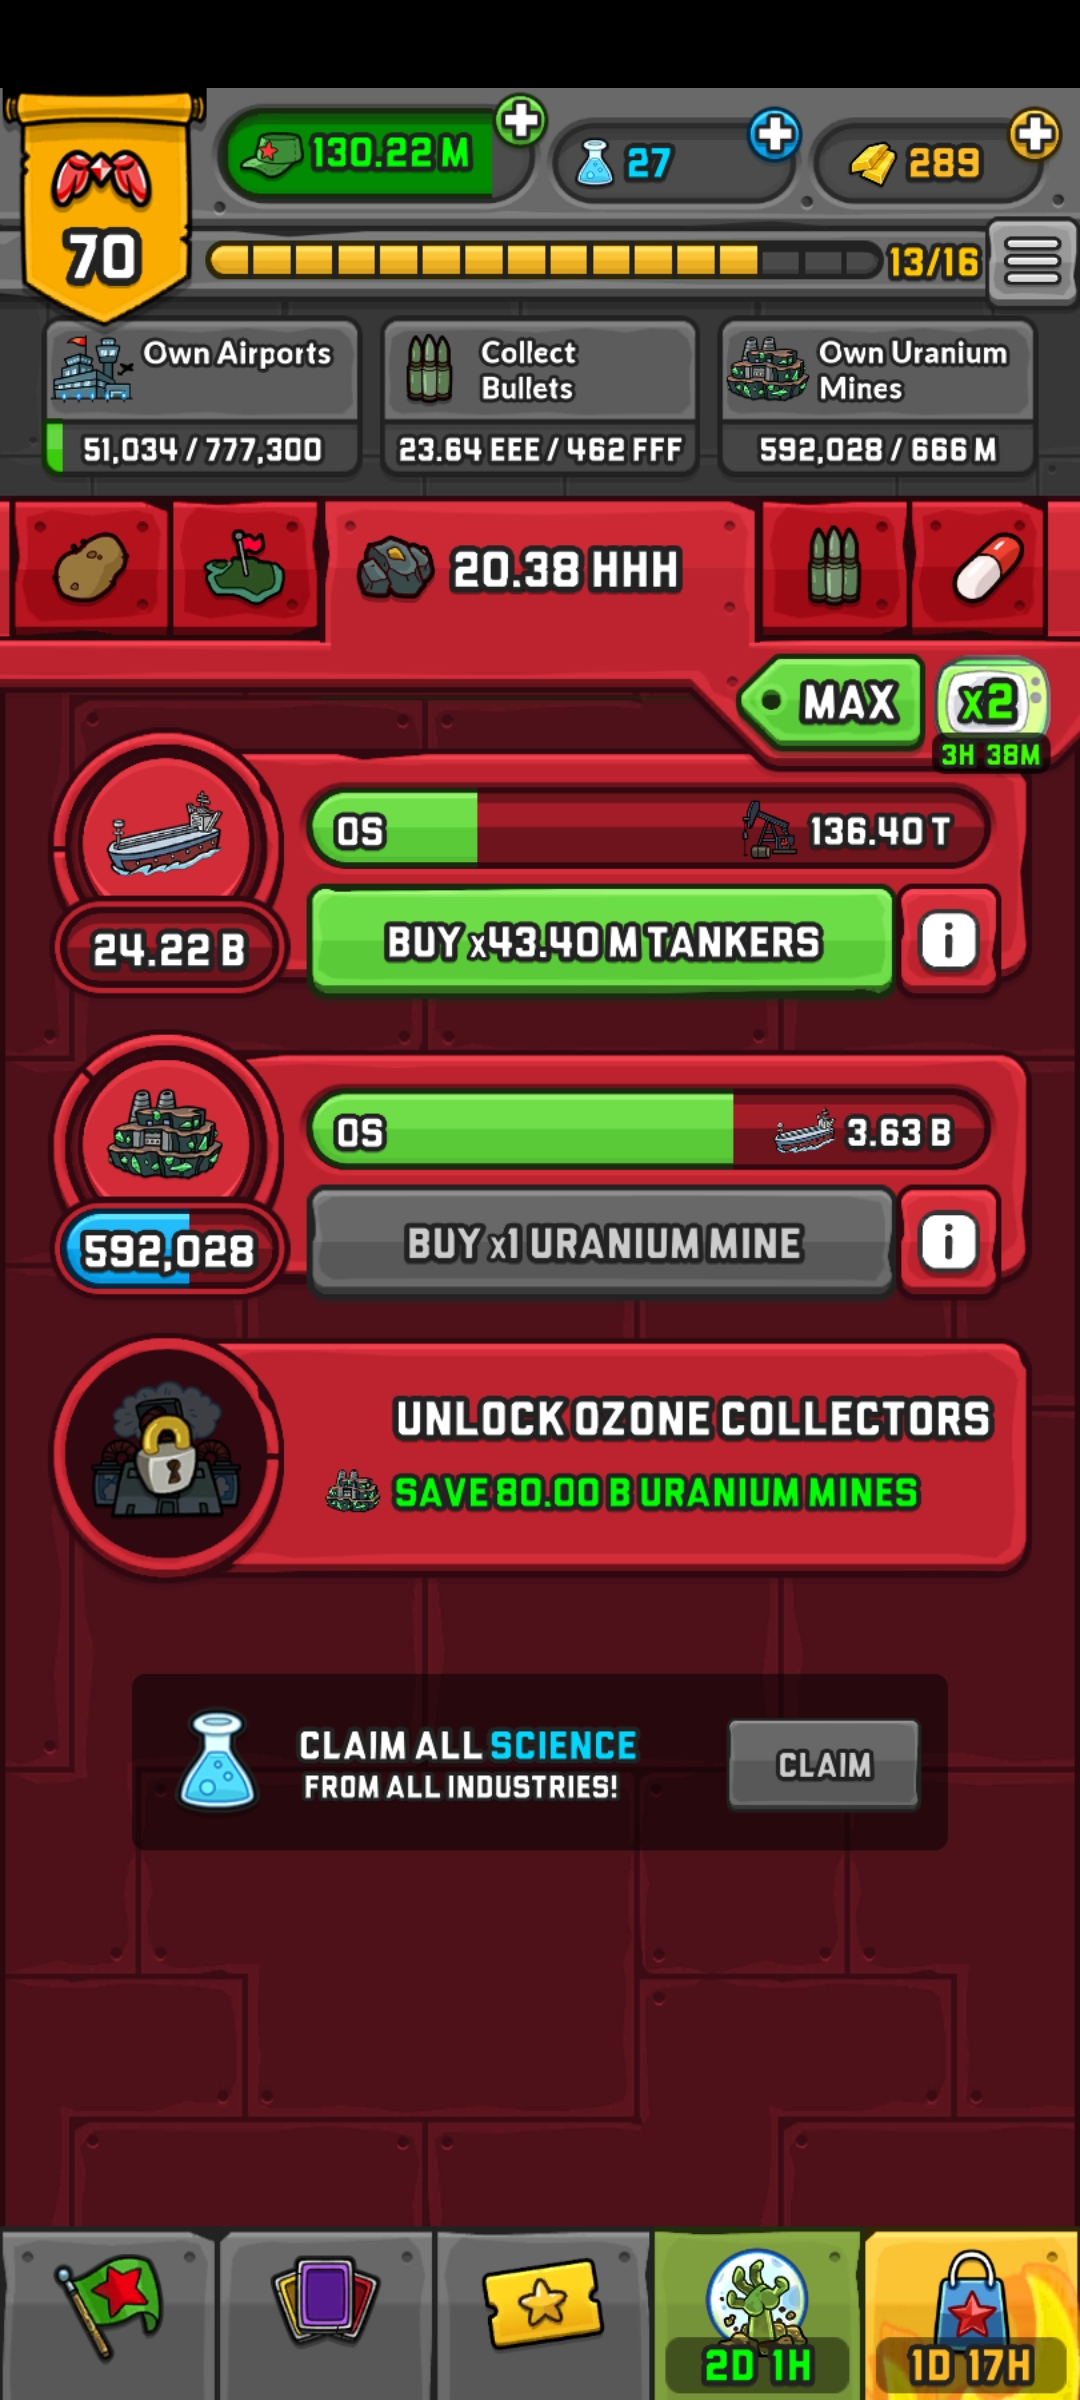 130.22 M
27
289
70
13/16
Own Airports
51,034 / 777,300
Collect
Bullets
23.64 EEE / 462 FFF
Own Uranium
Mines
592,028 / 666 M
20.38 HHH
MAX
x2
3H 38M
0S
136.40 T
24.22 B
BUY x43.40 M TANKERS
i
0S
3.63 B
592,028
BUY x1 URANIUM MINE
i
UNLOCK OZONE COLLECTORS
SAVE 80.00 B URANIUM MINES
CLAIM ALL SCIENCE
FROM ALL INDUSTRIES!
CLAIM
2D 1H
1D 17H